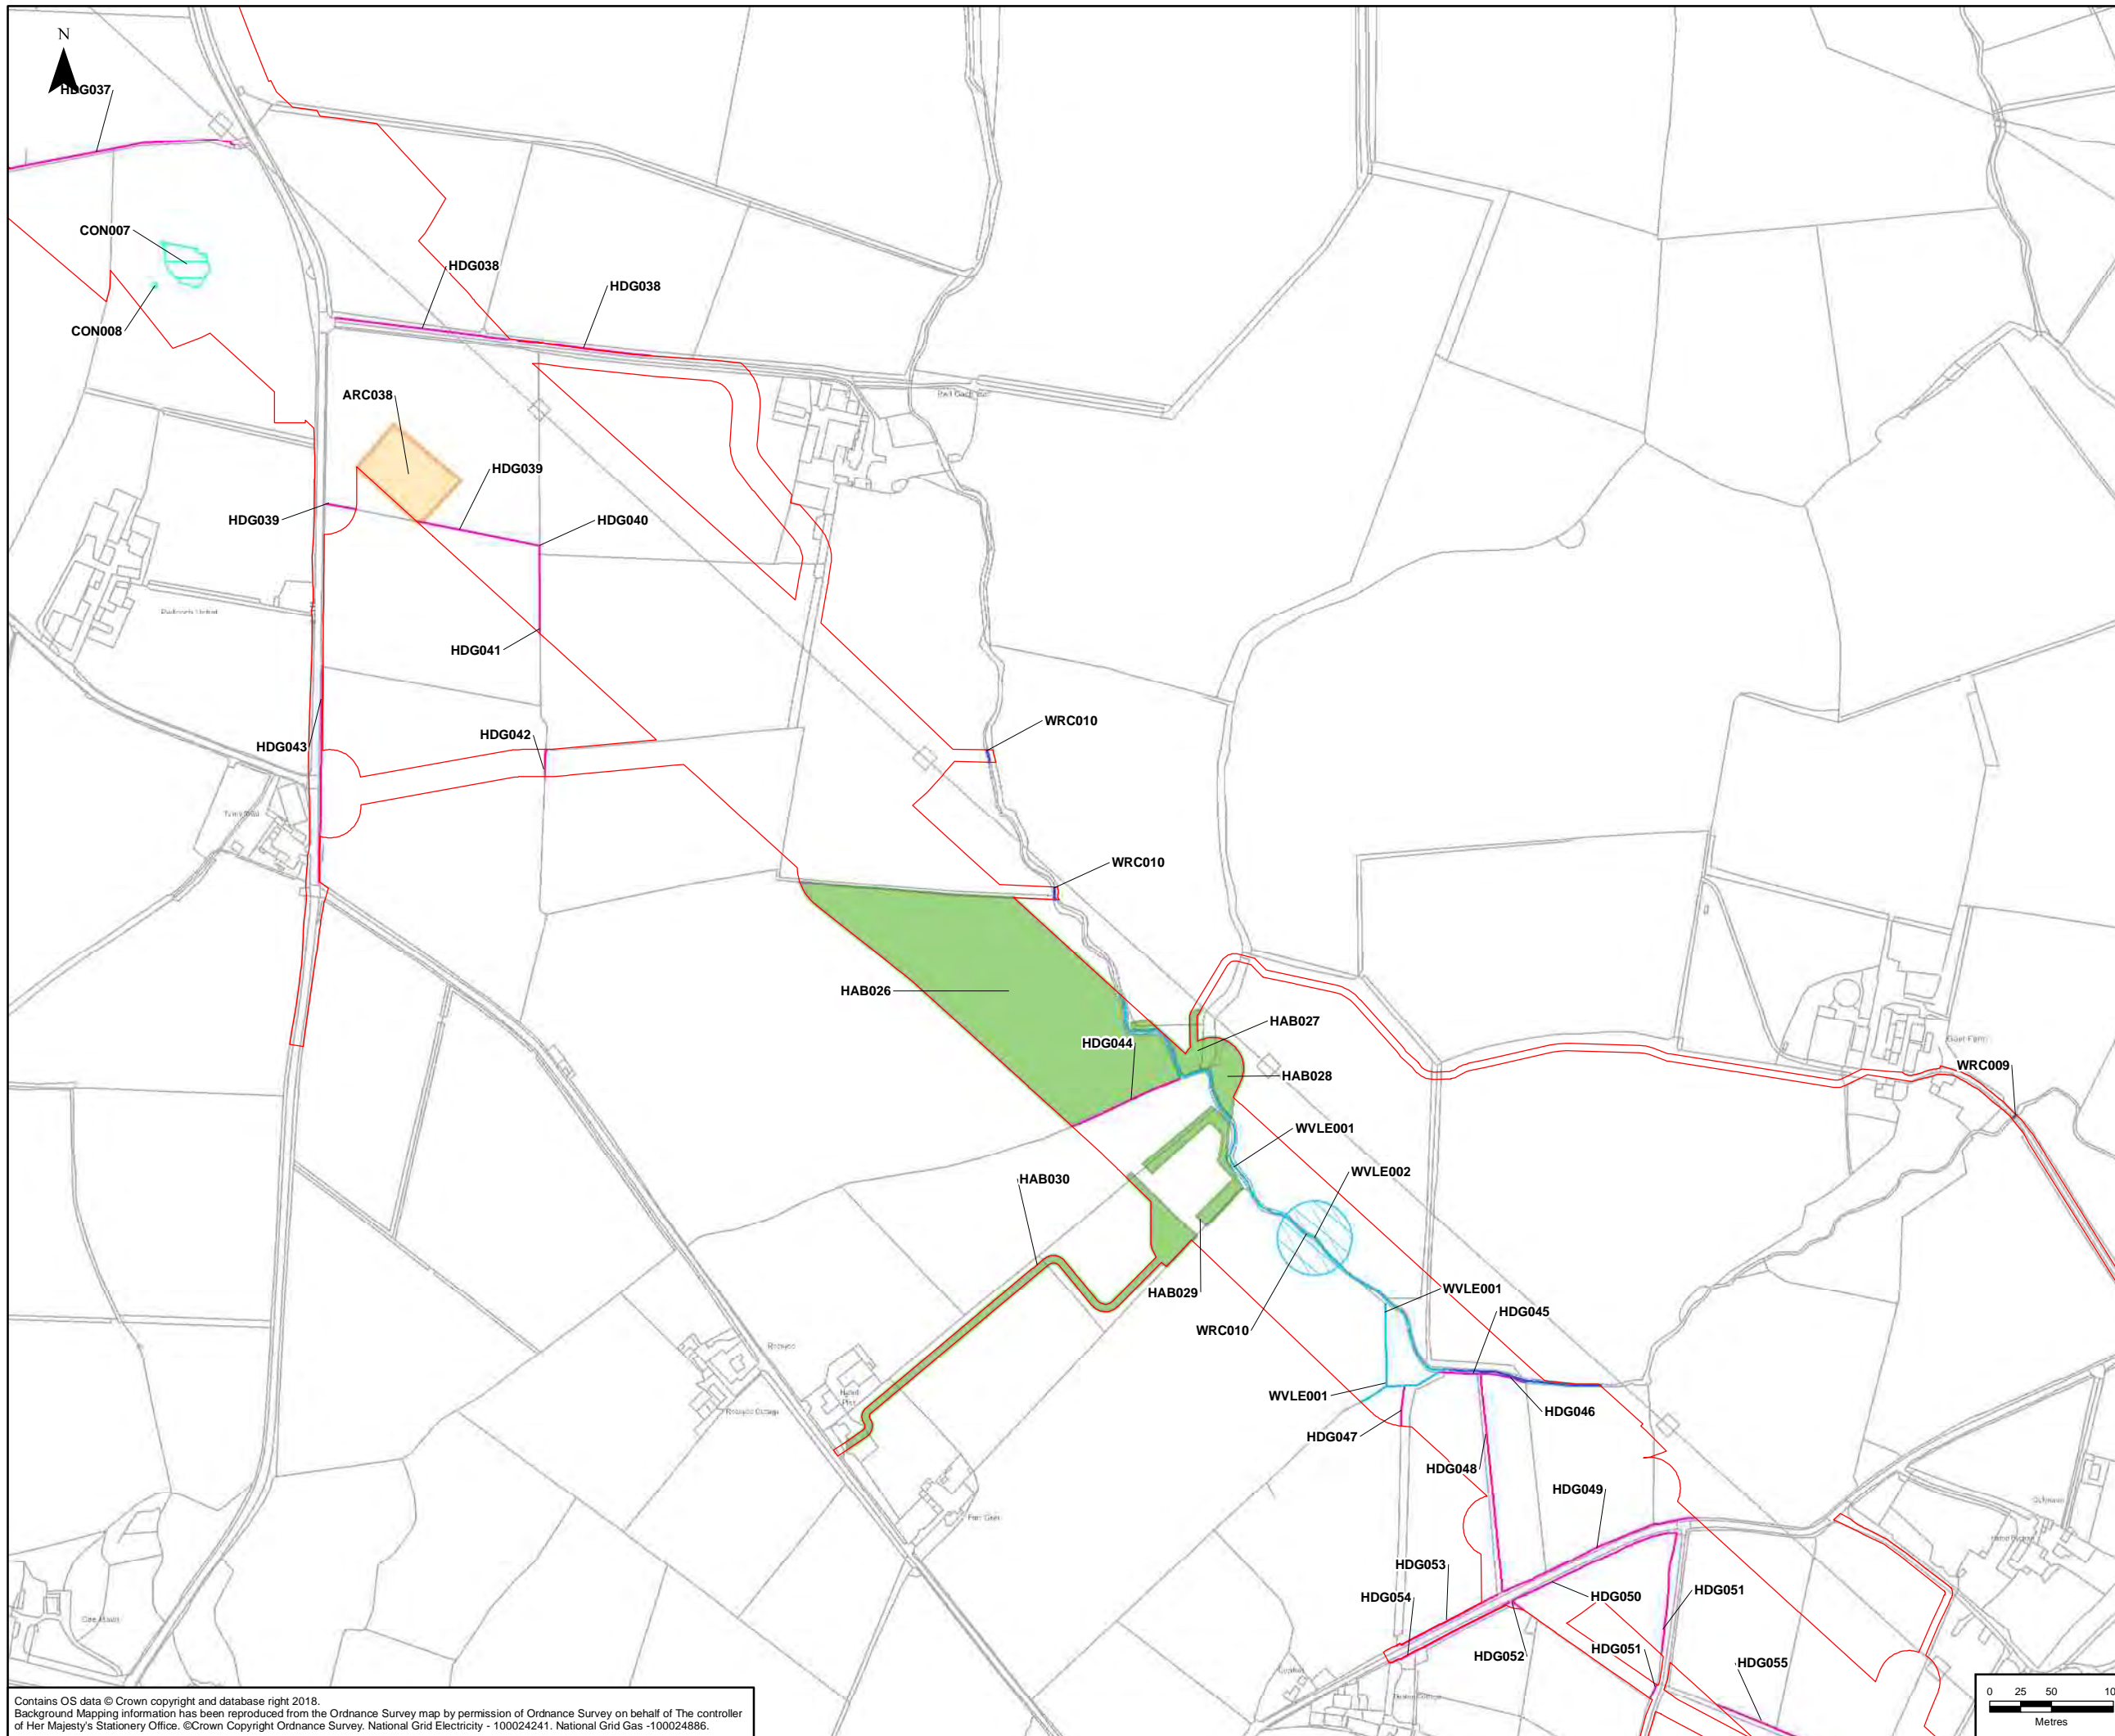 N
HDG037
CON007
HDG038
HDG038
CON008
ARC038
HDG039
HDG039
HDG040
HDG041
WRC010
HDG042
HDG043
WRC010
HAB026
HAB027
HDG044
HAB028
WRC009
WVLE001
WVLE002
HAB030
HAB029
WVLE001
HDG045
WRC010
WVLE001
HDG046
HDG047
HDG048
HDG049
HDG053
HDG054
HDG050
HDG051
HDG052
HDG051
HDG055
Contains OS data © Crown copyright and database right 2018.
Background Mapping information has been reproduced from the Ordnance Survey map by permission of Ordnance Survey on behalf of The controller
of Her Majesty's Stationery Office. ©Crown Copyright Ordnance Survey. National Grid Electricity - 100024241. National Grid Gas -100024886.
0 25 50 10
Metres